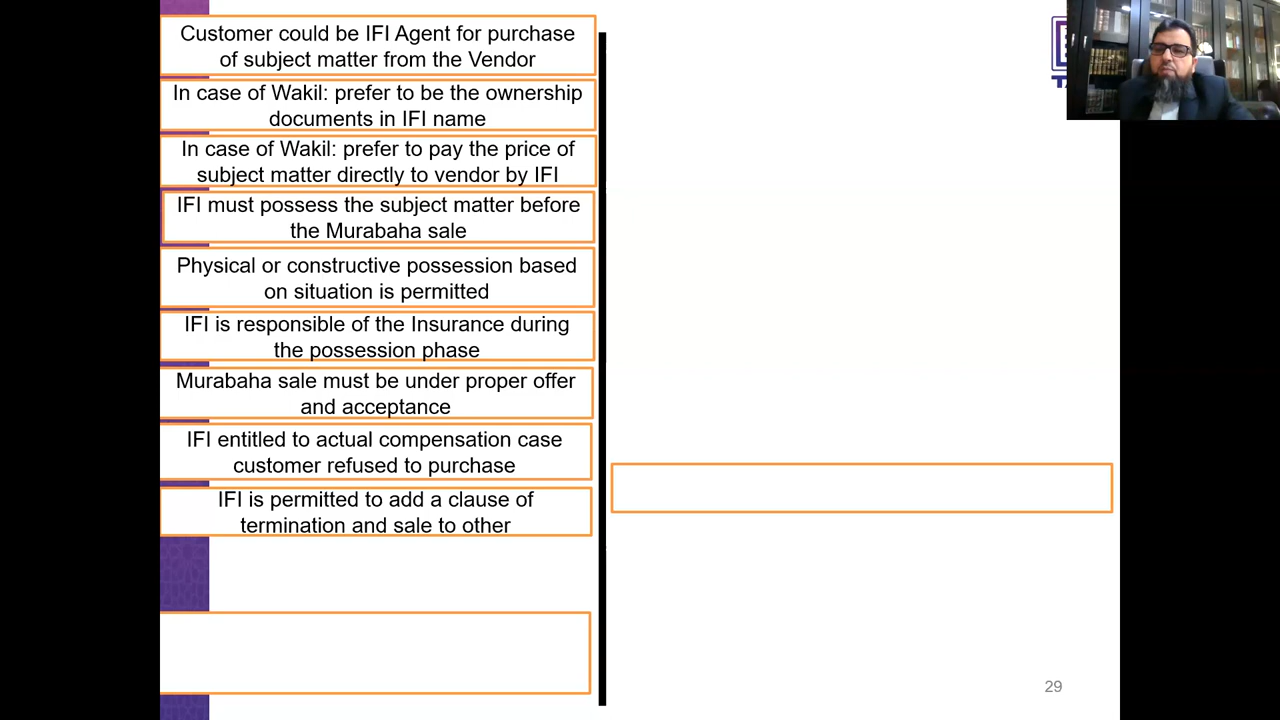 Customer could be IFI Agent for purchase
of subject matter from the Vendor
In case of Wakil: prefer to be the ownership
documents in IFI name
In case of Wakil: prefer to pay the price of
subject matter directly to vendor by IFI
IFI must possess the subject matter before
the Murabaha sale
Physical or constructive possession based
on situation is permitted
IFI is responsible of the Insurance during
the possession phase
Murabaha sale must be under proper offer
and acceptance
IFI entitled to actual compensation case
customer refused to purchase
IFI is permitted to add a clause of
termination and sale to other
29